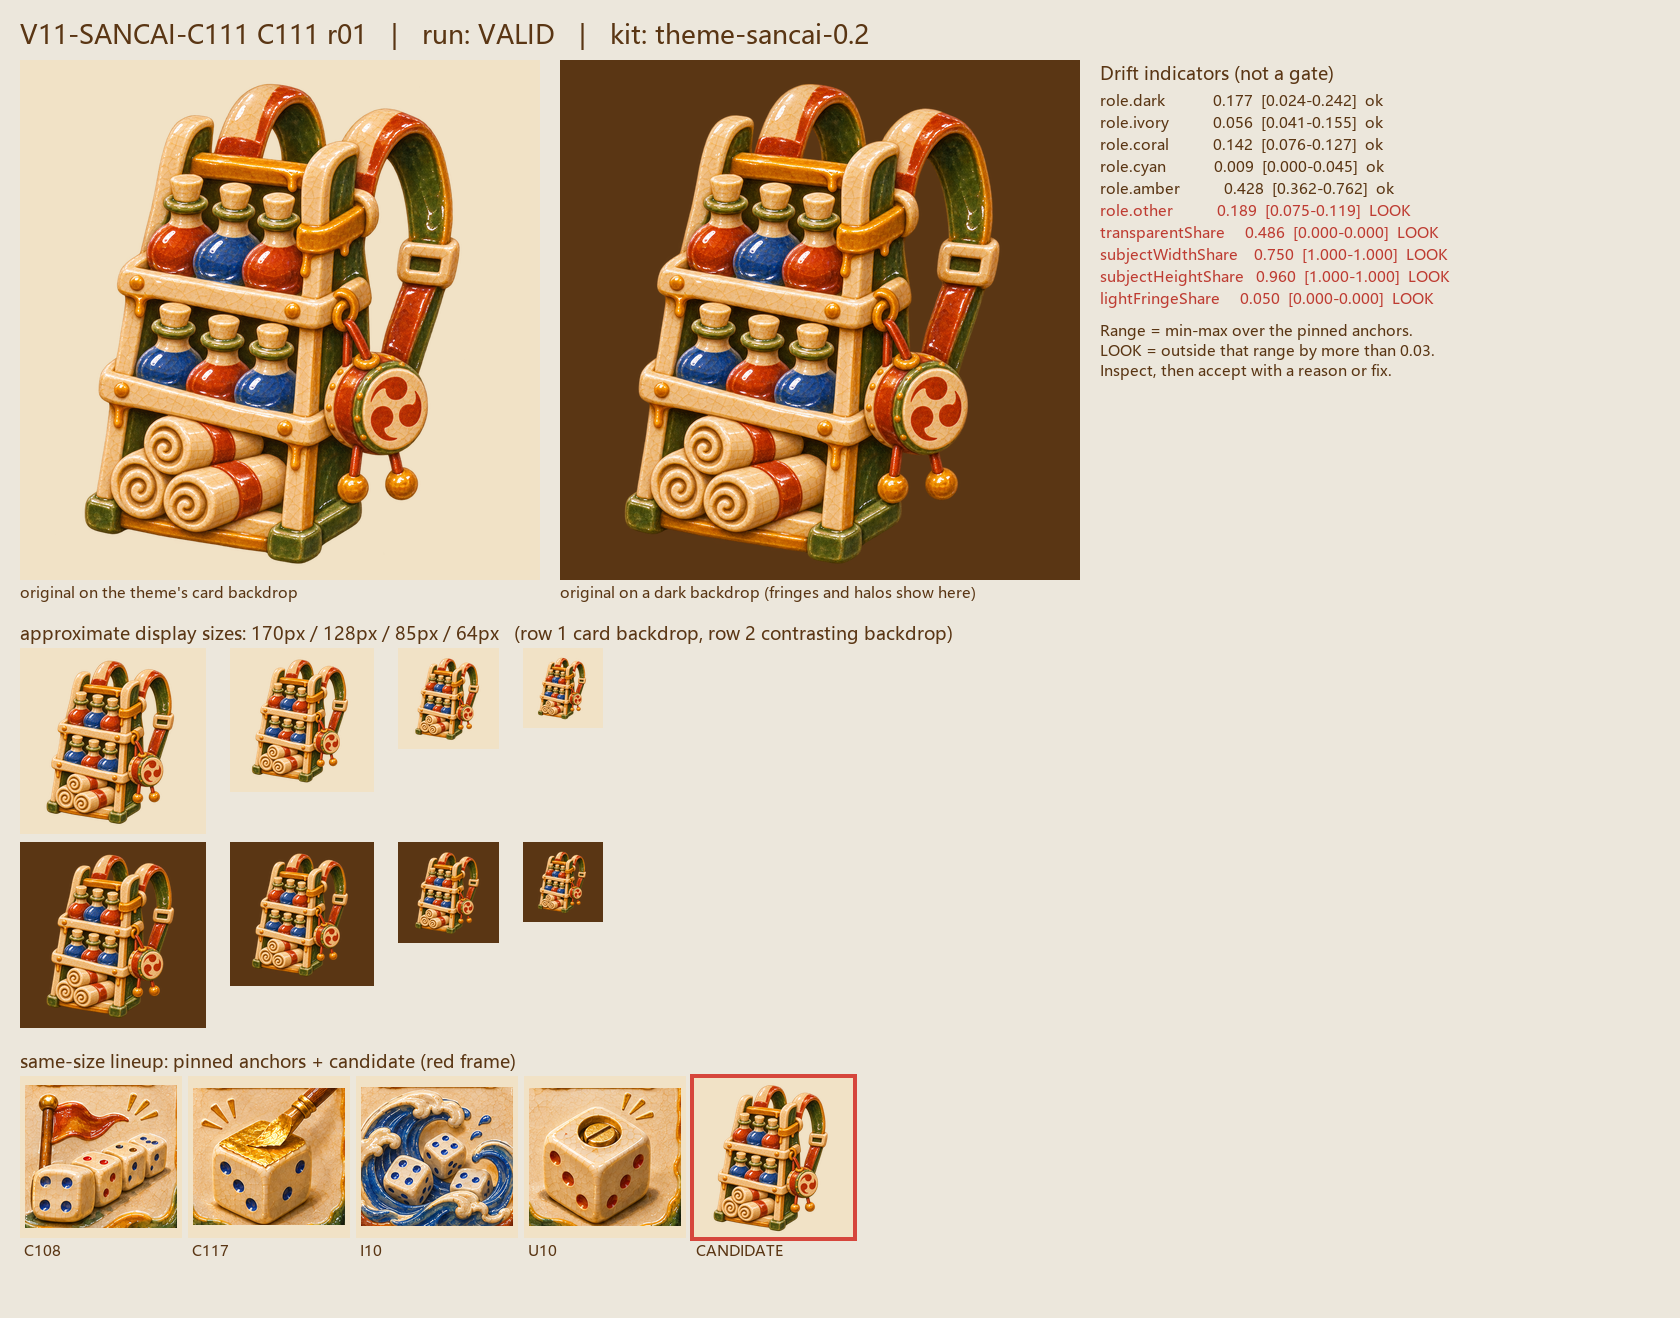 V11-SANCAI-C111 C111 r01 | run: VALID | kit: theme-sancai-0.2
Drift indicators (not a gate)
role.dark 0.177 [0.024-0.242] ok
role.ivory 0.056 [0.041-0.155] ok
role.coral 0.142 [0.076-0.127] ok
role.cyan 0.009 [0.000-0.045] ok
role.amber 0.428 [0.362-0.762] ok
role.other 0.189 [0.075-0.119] LOOK
transparentShare 0.486 [0.000-0.000] LOOK
subjectWidthShare 0.750 [1.000-1.000] LOOK
subjectHeightShare 0.960 [1.000-1.000] LOOK
lightFringeShare 0.050 [0.000-0.000] LOOK
Range = min-max over the pinned anchors.
LOOK = outside that range by more than 0.03.
Inspect, then accept with a reason or fix.
original on the theme's card backdrop
original on a dark backdrop (fringes and halos show here)
approximate display sizes: 170px / 128px / 85px / 64px (row 1 card backdrop, row 2 contrasting backdrop)
same-size lineup: pinned anchors + candidate (red frame)
C108
C117
I10
U10
CANDIDATE